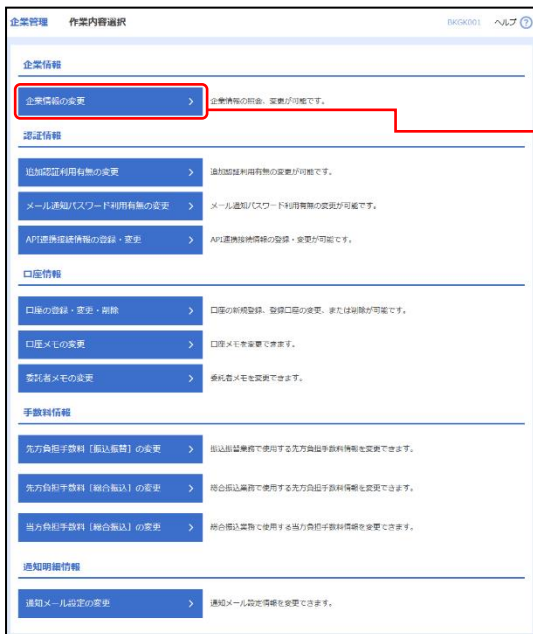 企業管理 作業内容選択 BKGK001 ヘルプ ?
企業情報
企業情報の変更 企業情報の照会、変更が可能です。
認証情報
追加認証利用有無の変更 追加認証利用有無の変更が可能です。
メール通知パスワード利用有無の変更 メール通知パスワード利用有無の変更が可能です。
API連携接続情報の登録・変更 API連携接続情報の登録・変更が可能です。
口座情報
口座の登録・変更・削除 口座の新規登録、登録口座の変更、または削除が可能です。
口座メモの変更 口座メモを変更できます。
委託者メモの変更 委託者メモを変更できます。
手数料情報
先方負担手数料［振込振替］の変更 振込振替業務で使用する先方負担手数料情報を変更できます。
先方負担手数料［総合振込］の変更 総合振込業務で使用する先方負担手数料情報を変更できます。
当方負担手数料［総合振込］の変更 総合振込業務で使用する当方負担手数料情報を変更できます。
通知明細情報
通知メール設定の変更 通知メール設定情報を変更できます。